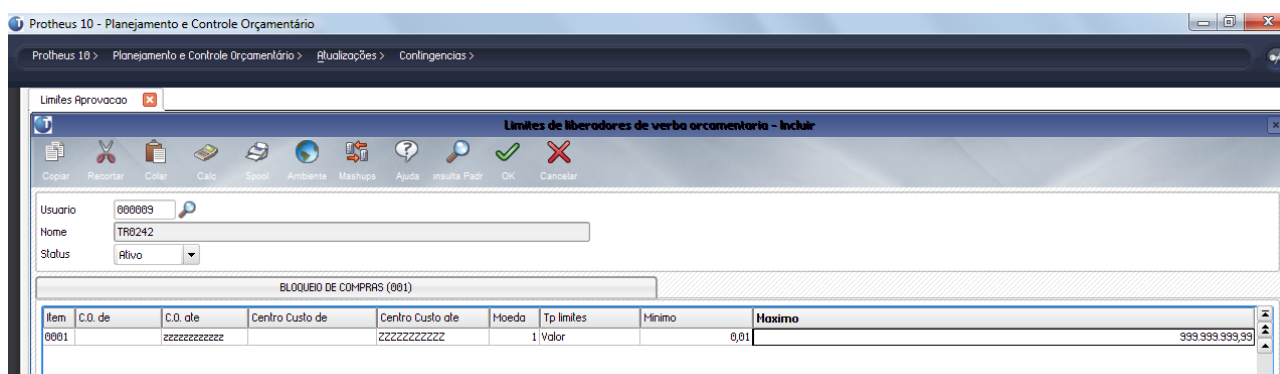 Protheus 10 - Planejamento e Controle Orçamentário
Protheus 10 > Planejamento e Controle Orçamentário > Atualizações > Contingencias >
Limites Aprovacao
Limites de liberadores de verba orcamentaria - Incluir
Copiar Recortar Colar Calc Spool Ambiente Mashups Ajuda nsulta Padr OK Cancelar
Usuario 000009
Nome TR0242
Status Ativo
BLOQUEIO DE COMPRAS (001)
Item C.O. de C.O. ate Centro Custo de Centro Custo ate Moeda Tp limites Minimo Maximo
0001 zzzzzzzzzzzz ZZZZZZZZZZZ 1 Valor 0,01 999.999.999,99